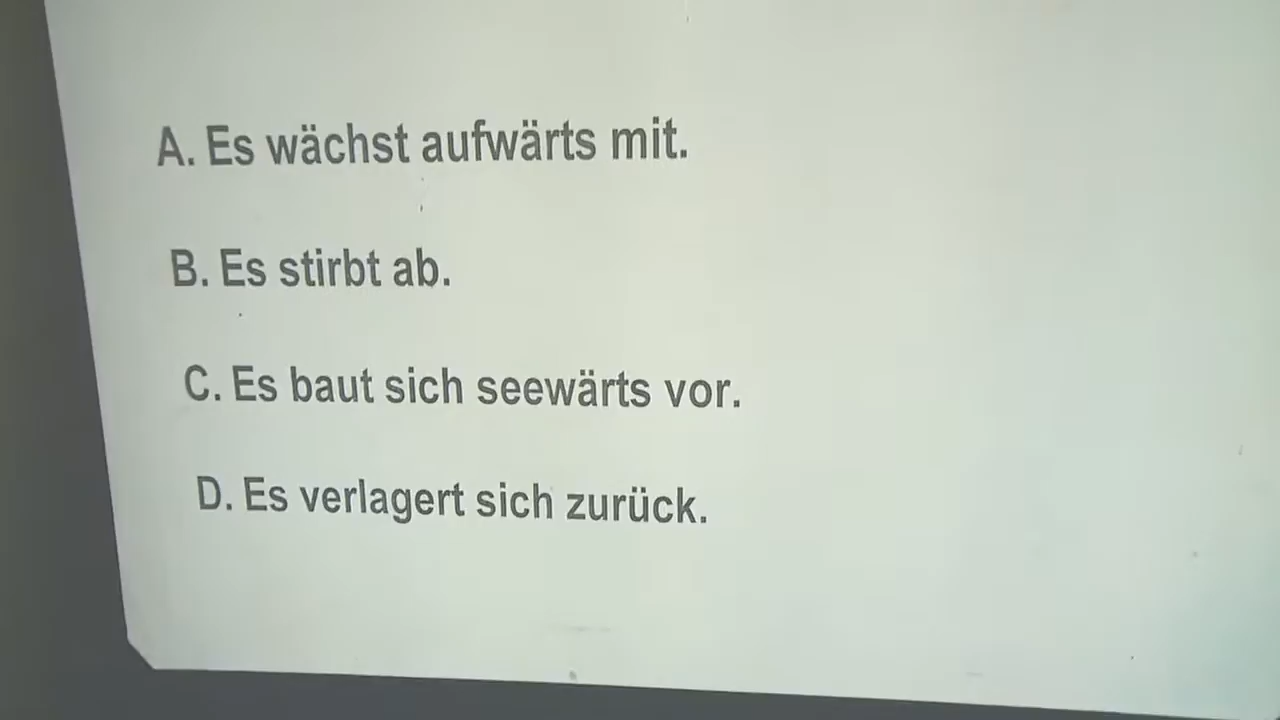 A. Es wächst aufwärts mit.
B. Es stirbt ab.
C. Es baut sich seewärts vor.
D. Es verlagert sich zurück.